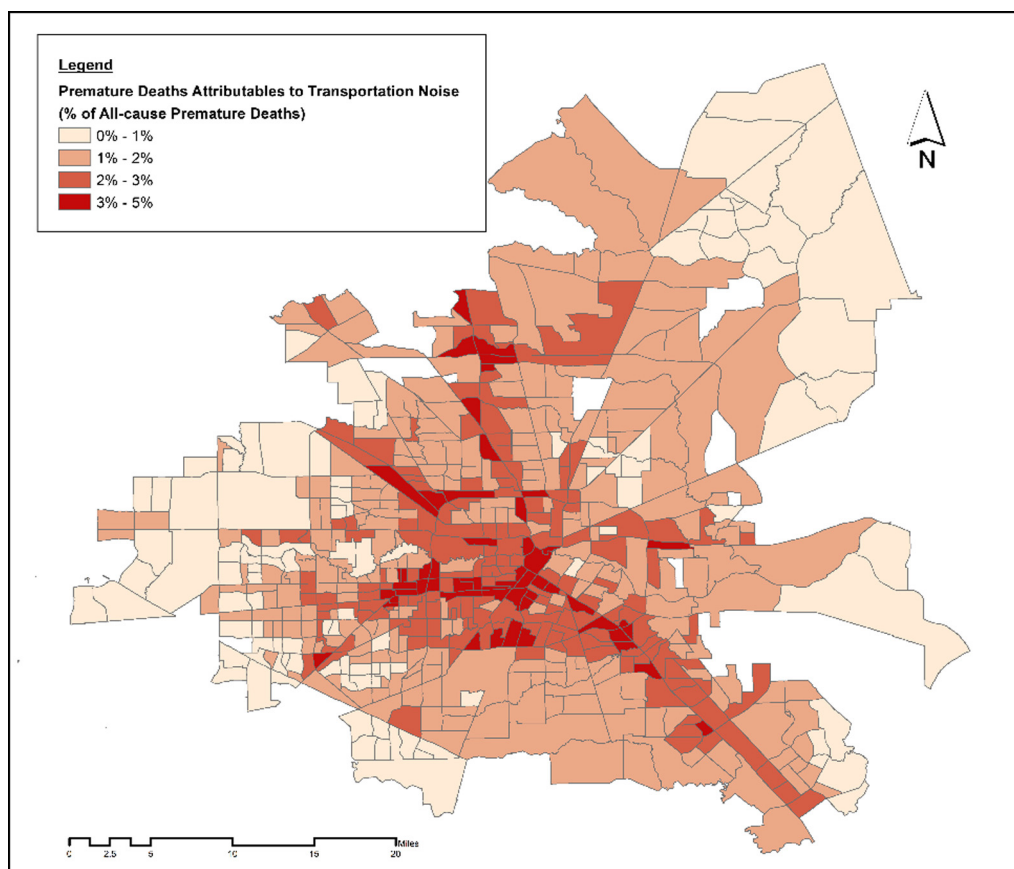 Legend
Premature Deaths Attributables to Transportation Noise
(% of All-cause Premature Deaths)
0% - 1%
1% - 2%
2% - 3%
3% - 5%
N
Miles
0 2.5 5 10 15 20